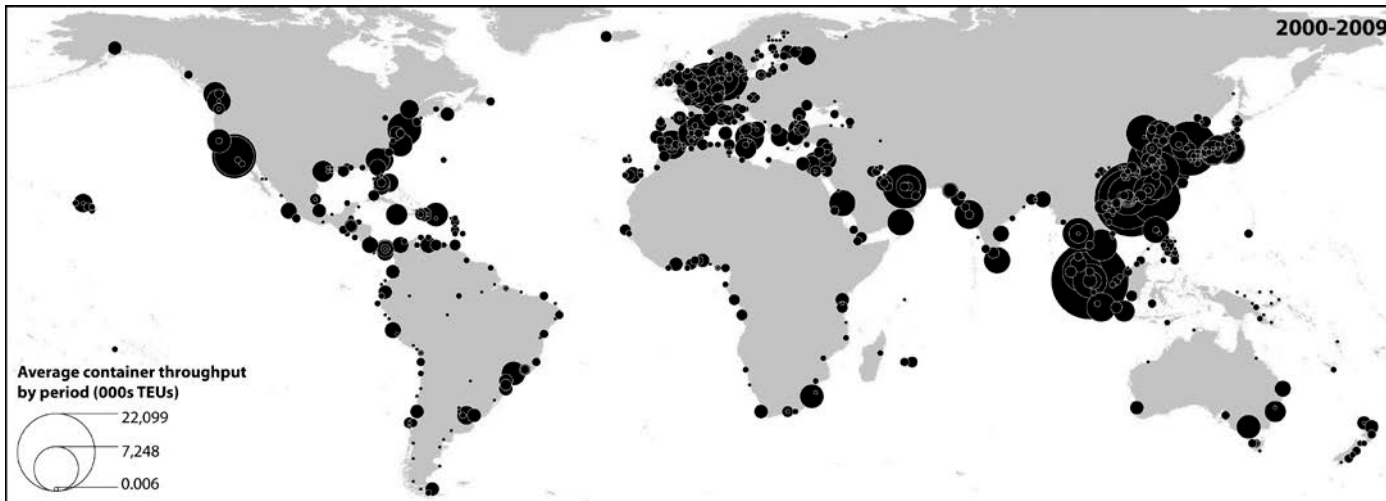 2000-2009
Average container throughput
by period (000s TEUs)
22,099
7,248
0.006